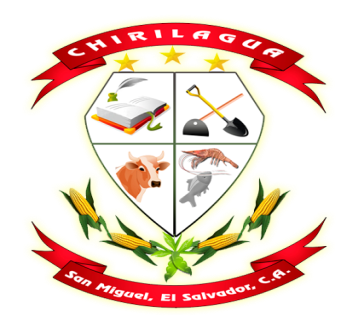 CHIRILAGUA
San Miguel, El Salvador, C.A.